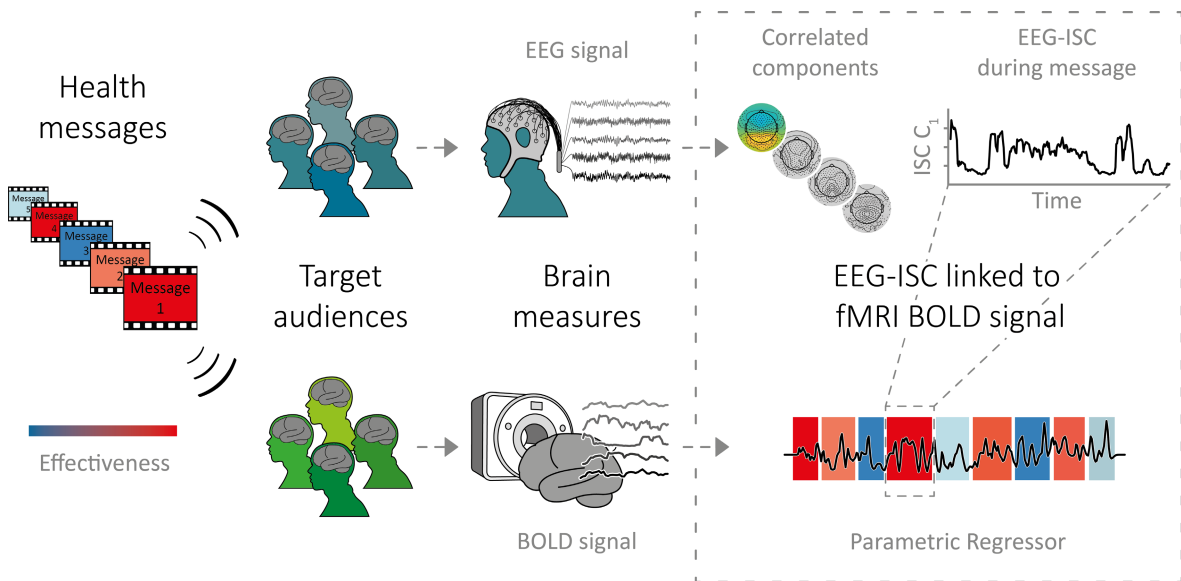 Health
messages
Message
5
Message
4
Message
3
Message
2
Message
1
Effectiveness
Target
audiences
EEG signal
Brain
measures
BOLD signal
Correlated
components
EEG-ISC
during message
ISC C1
Time
EEG-ISC linked to
fMRI BOLD signal
Parametric Regressor